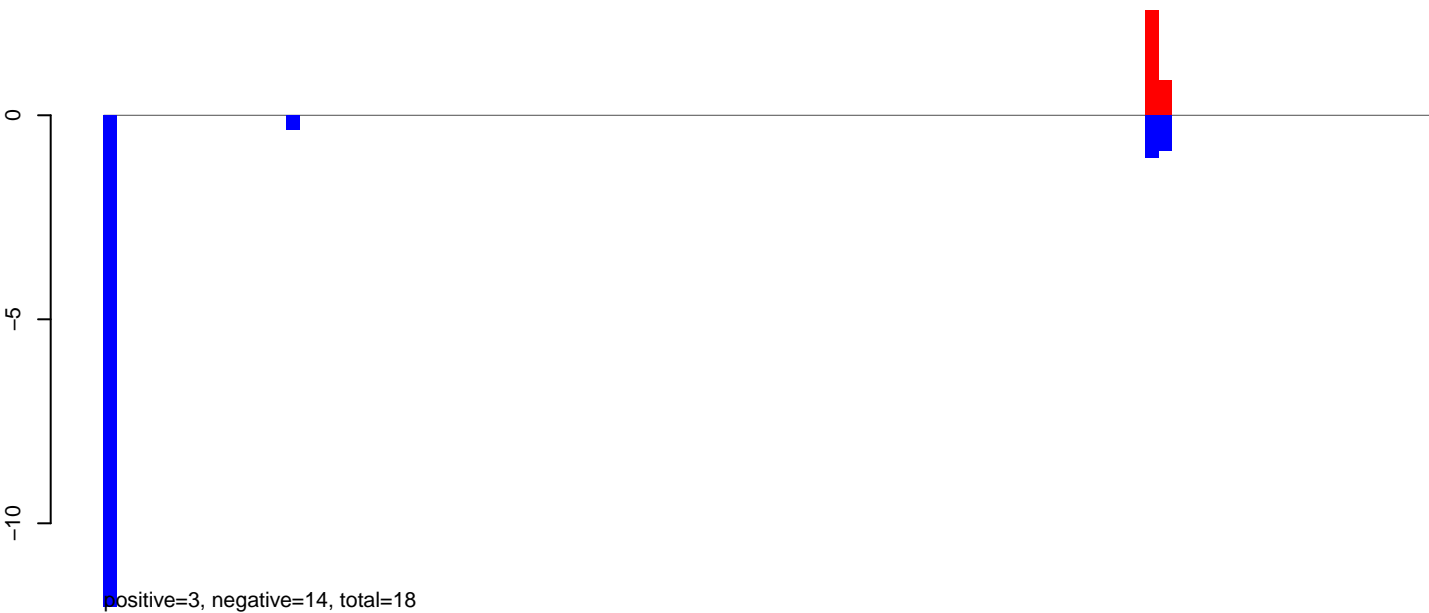 0
−5
−10
positive=3, negative=14, total=18